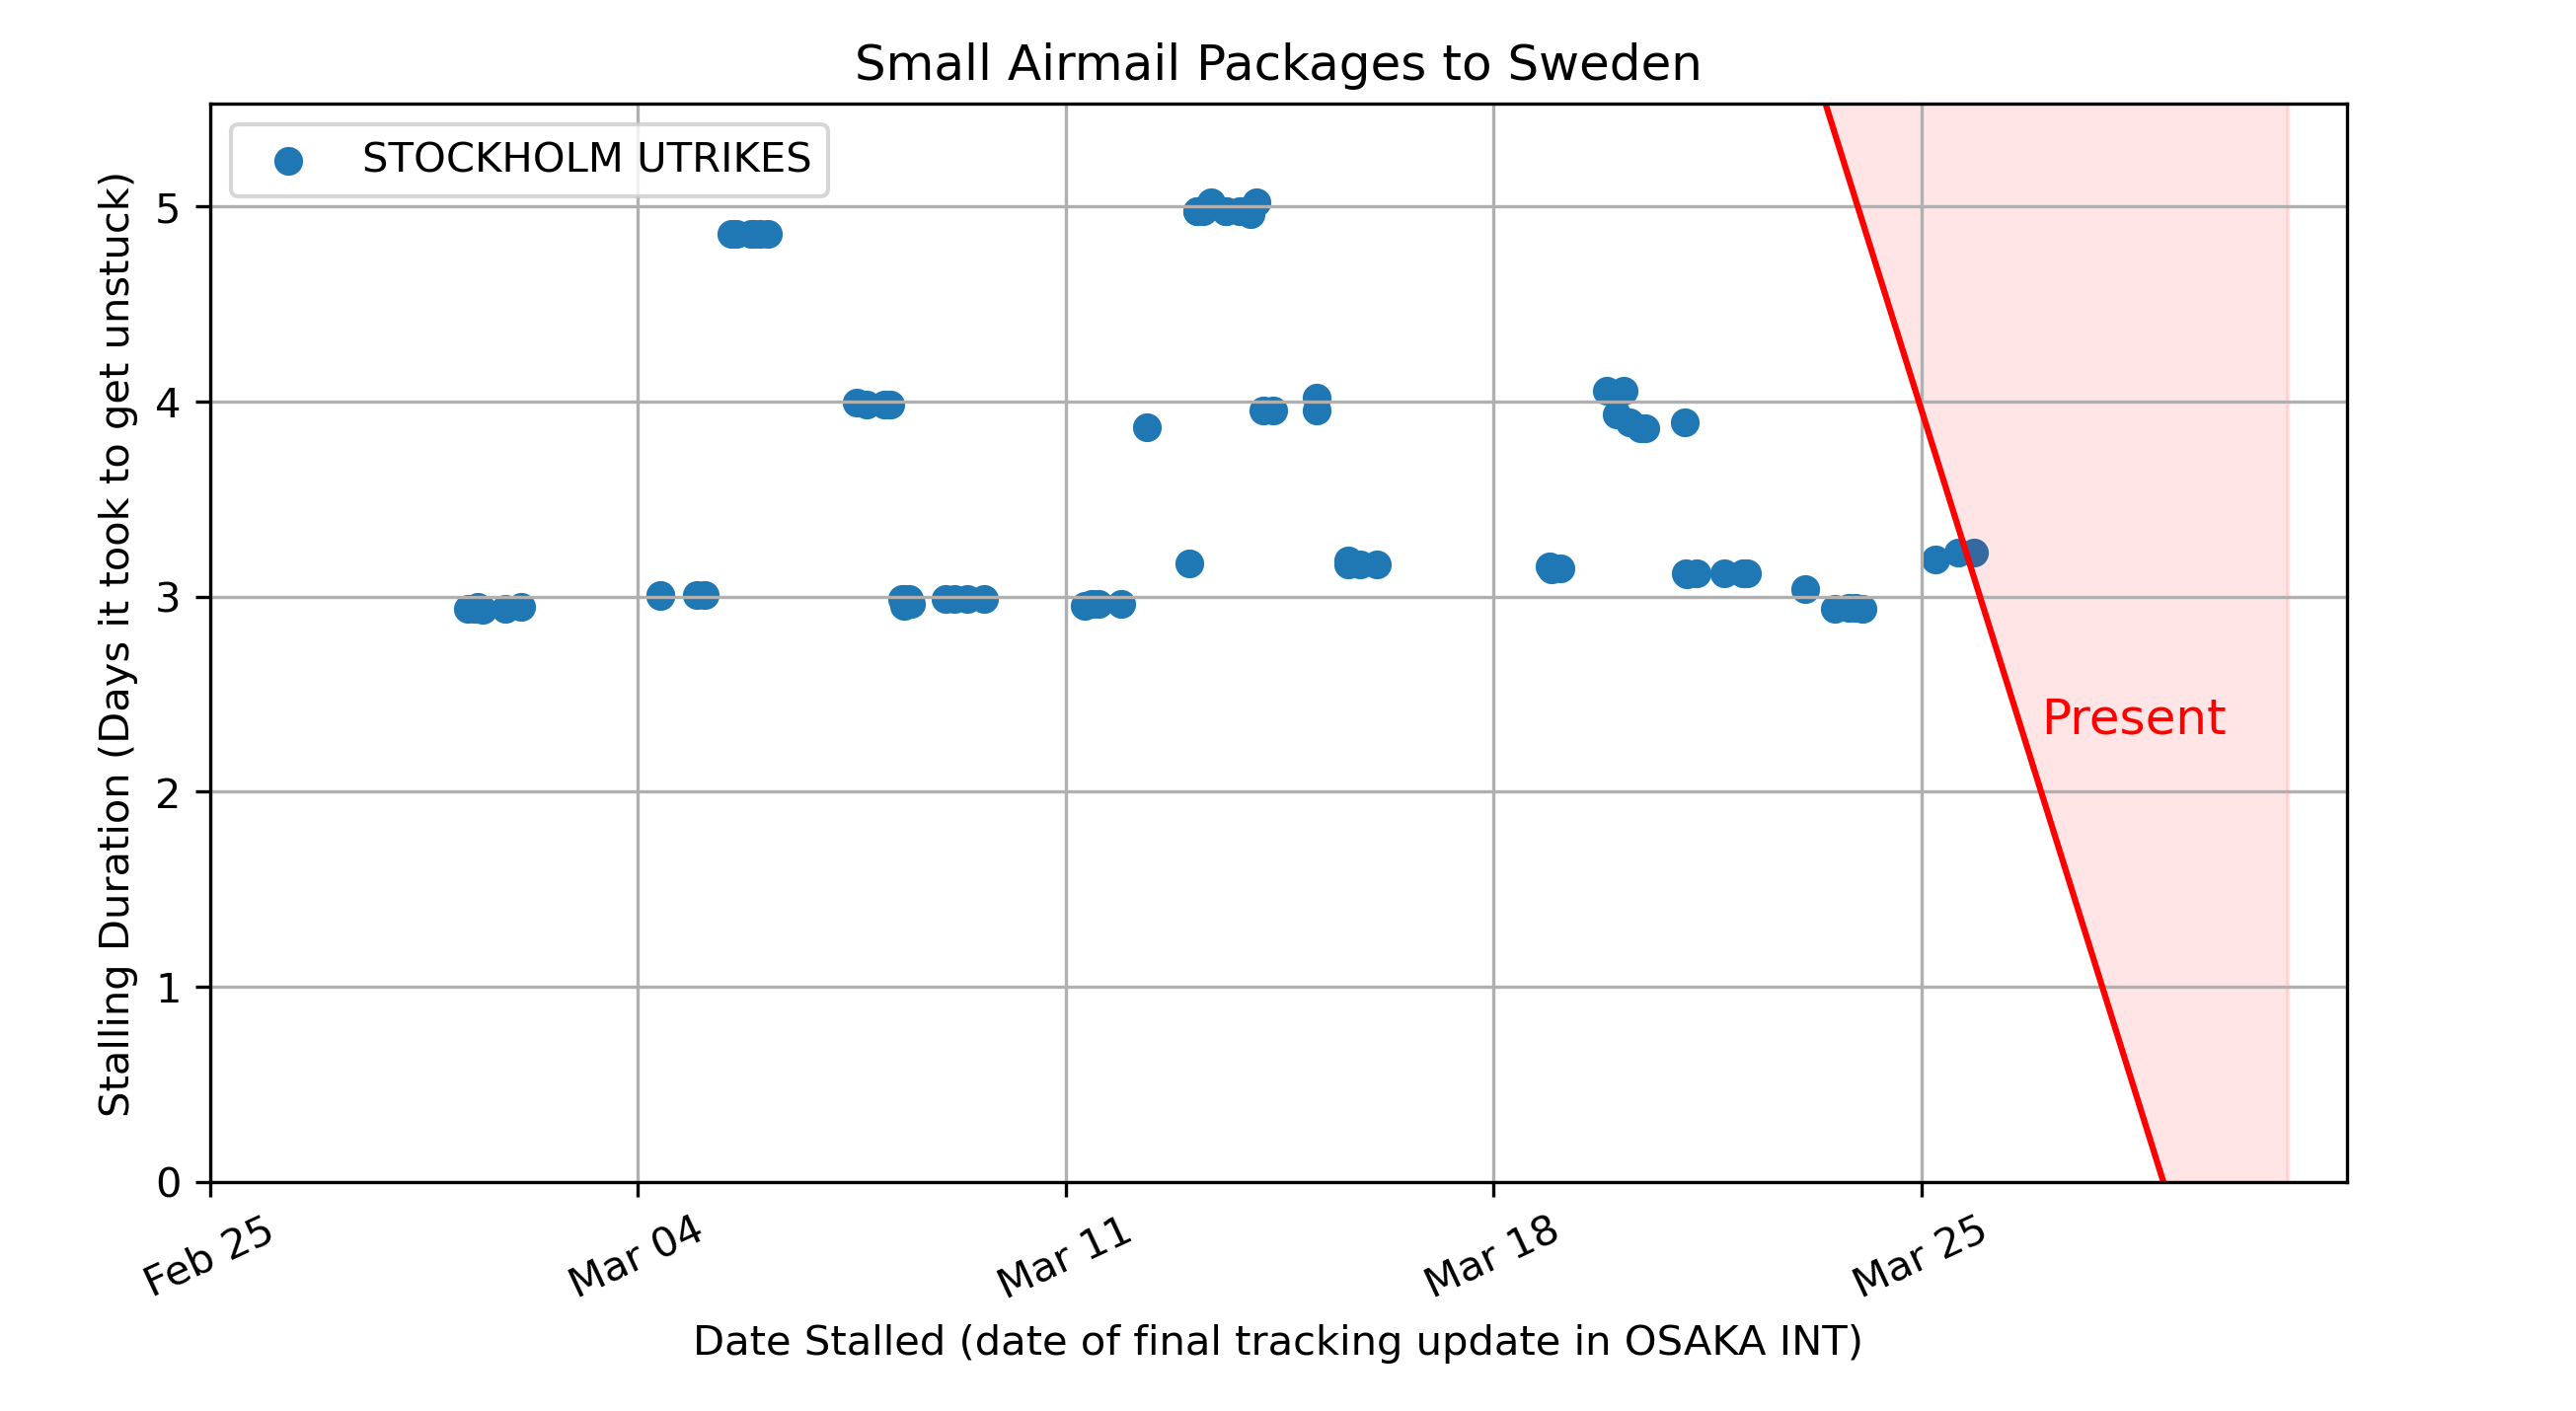 Small Airmail Packages to Sweden
STOCKHOLM UTRIKES
Stalling Duration (Days it took to get unstuck)
5
4
3
2
1
0
Present
Feb 25
Mar 04
Mar 11
Mar 18
Mar 25
Date Stalled (date of final tracking update in OSAKA INT)